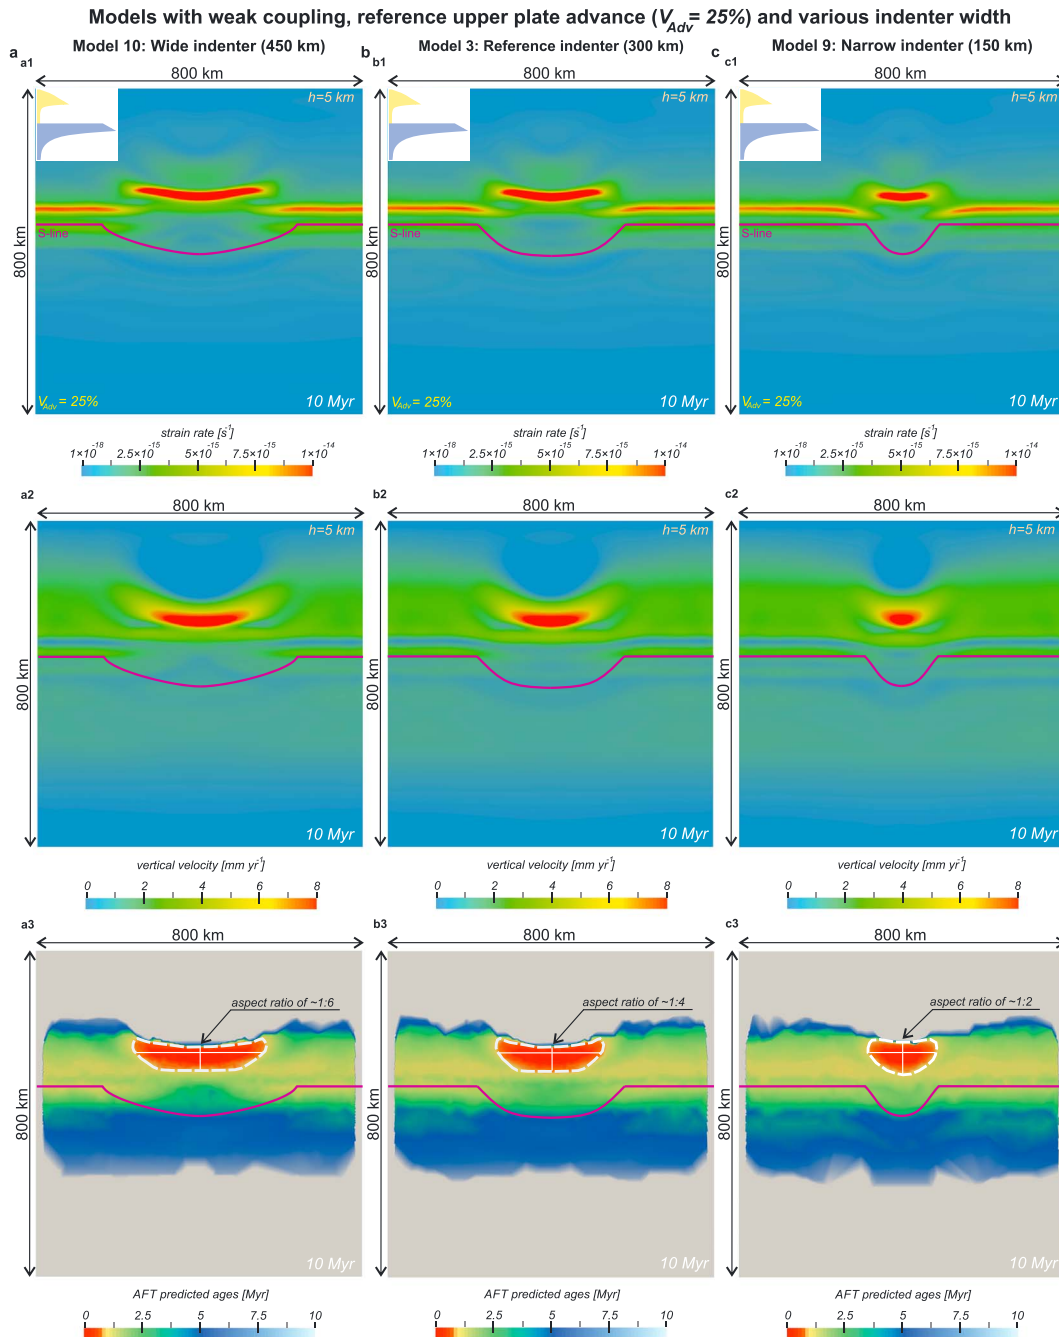 Models with weak coupling, reference upper plate advance (V_Adv = 25%) and various indenter width
a Model 10: Wide indenter (450 km)
b Model 3: Reference indenter (300 km)
c Model 9: Narrow indenter (150 km)
a1 800 km
b1 800 km
c1 800 km
800 km
h=5 km
S-line
V_Adv = 25%
10 Myr
800 km
h=5 km
S-line
V_Adv = 25%
10 Myr
800 km
h=5 km
S-line
V_Adv = 25%
10 Myr
strain rate [s⁻¹]
1×10⁻¹⁸ 2.5×10⁻¹⁵ 5×10⁻¹⁵ 7.5×10⁻¹⁵ 1×10⁻¹⁴
strain rate [s⁻¹]
1×10⁻¹⁸ 2.5×10⁻¹⁵ 5×10⁻¹⁵ 7.5×10⁻¹⁵ 1×10⁻¹⁴
strain rate [s⁻¹]
1×10⁻¹⁸ 2.5×10⁻¹⁵ 5×10⁻¹⁵ 7.5×10⁻¹⁵ 1×10⁻¹⁴
a2 800 km
b2 800 km
c2 800 km
800 km
h=5 km
10 Myr
800 km
h=5 km
10 Myr
800 km
h=5 km
10 Myr
vertical velocity [mm yr⁻¹]
0 2 4 6 8
vertical velocity [mm yr⁻¹]
0 2 4 6 8
vertical velocity [mm yr⁻¹]
0 2 4 6 8
a3 800 km
b3 800 km
c3 800 km
800 km
aspect ratio of ~1:6
10 Myr
800 km
aspect ratio of ~1:4
10 Myr
800 km
aspect ratio of ~1:2
10 Myr
AFT predicted ages [Myr]
0 2.5 5 7.5 10
AFT predicted ages [Myr]
0 2.5 5 7.5 10
AFT predicted ages [Myr]
0 2.5 5 7.5 10